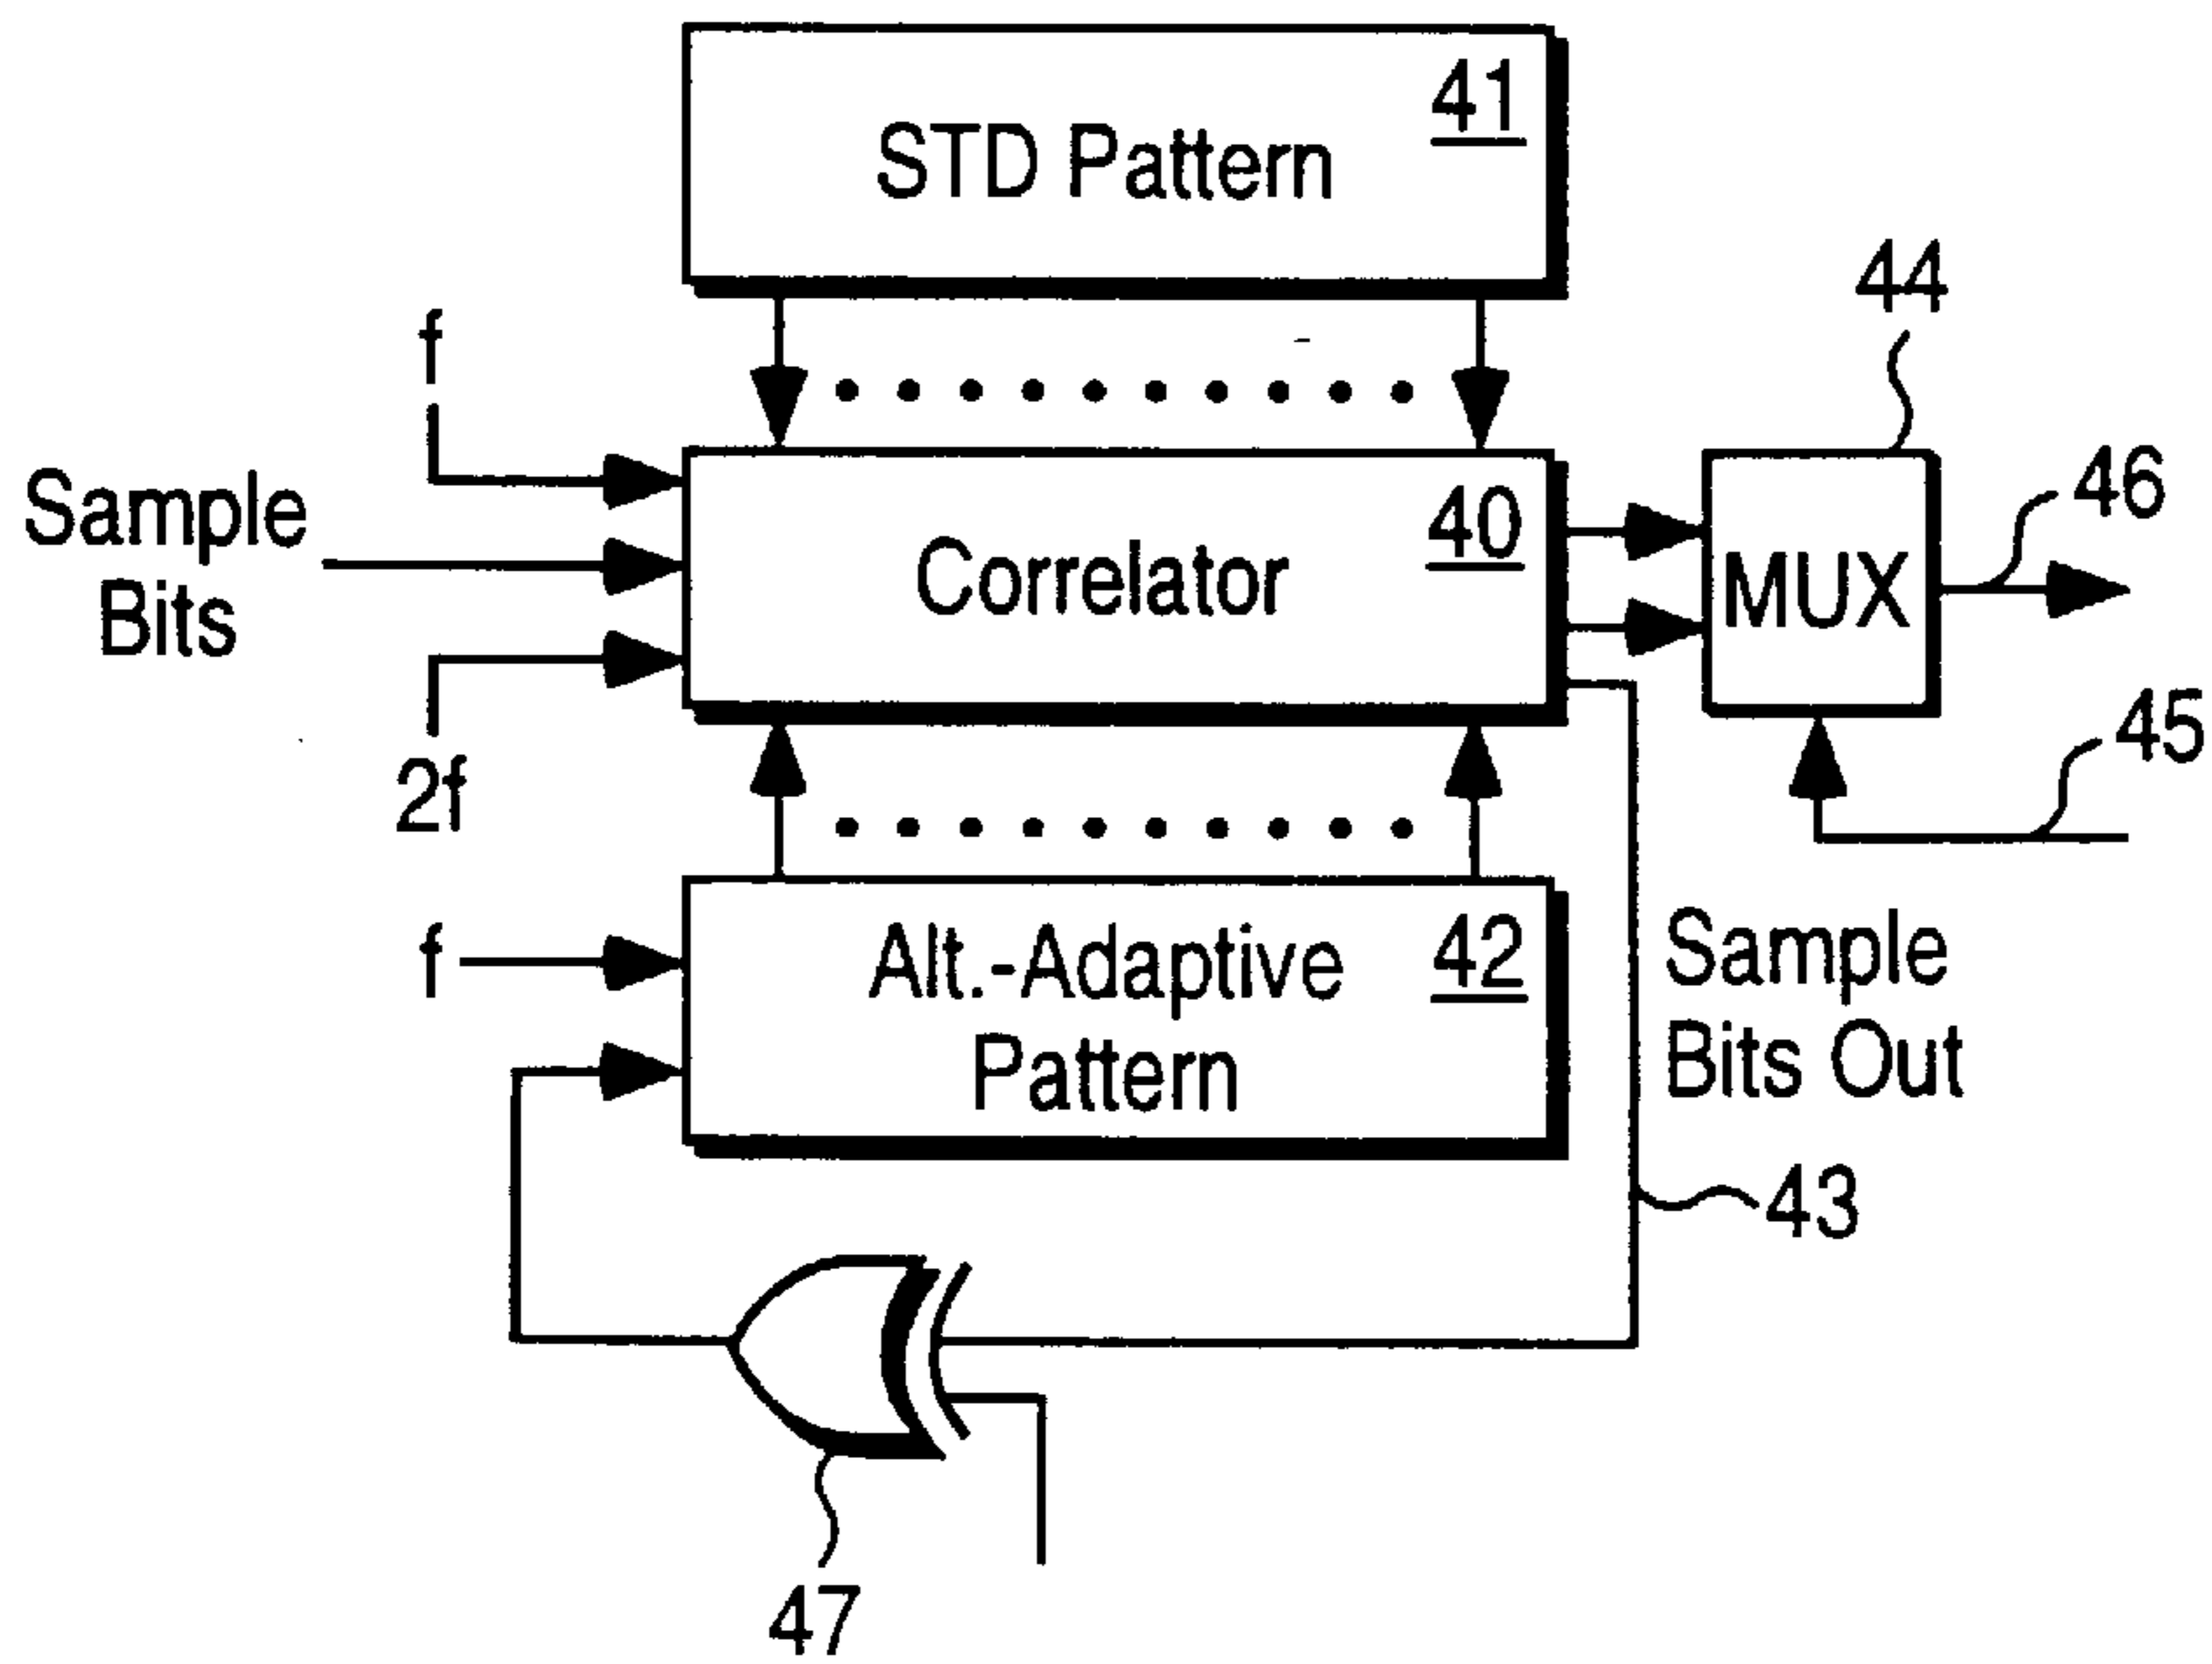 41
STD Pattern
44
f
46
Sample
Bits
40
Correlator
MUX
45
2f
f
42
Alt.-Adaptive
Pattern
Sample
Bits Out
43
47